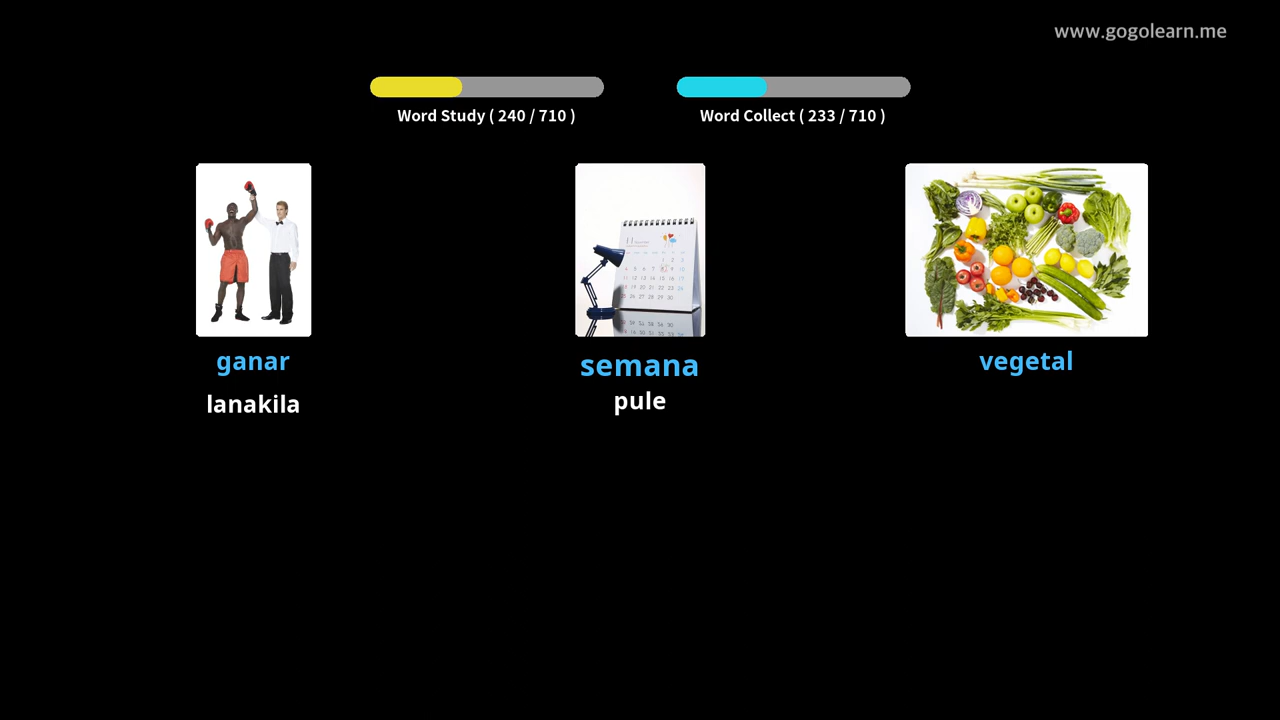 www.gogolearn.me
Word Study ( 240 / 710 )
Word Collect ( 233 / 710 )
ganar
lanakila
semana
pule
vegetal